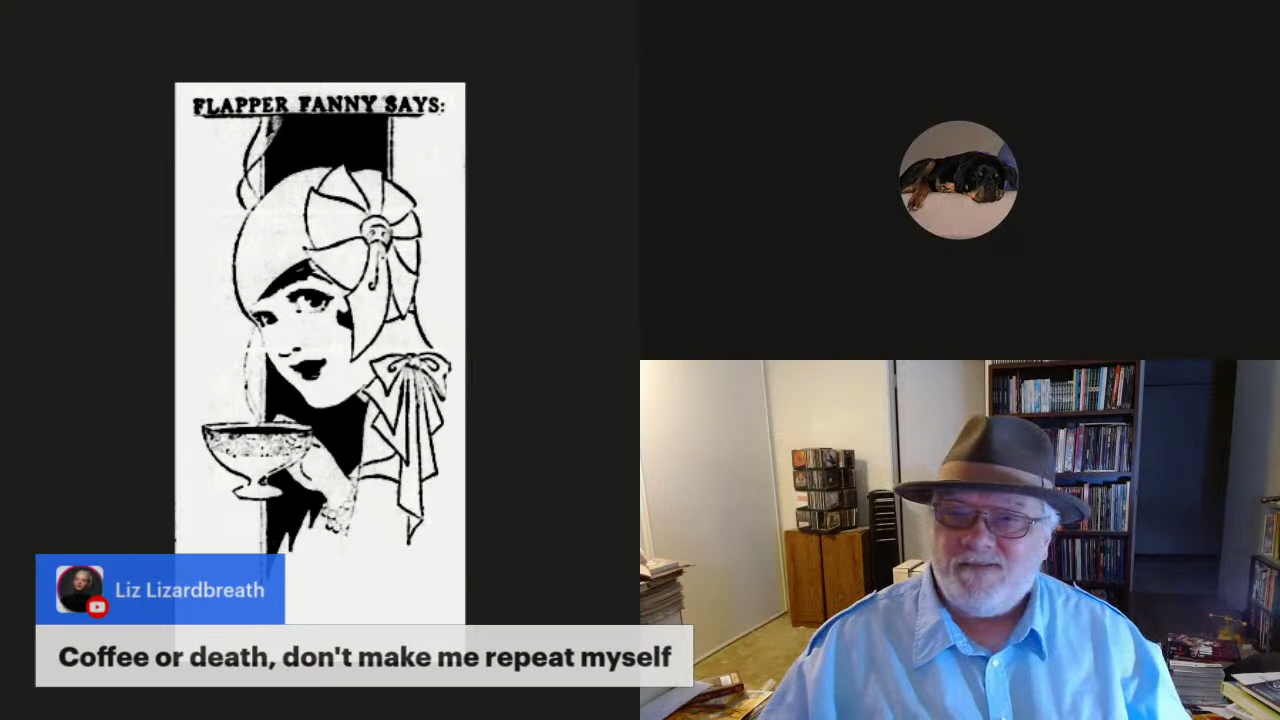 FLAPPER FANNY SAYS:
Liz Lizardbreath
Coffee or death, don't make me repeat myself